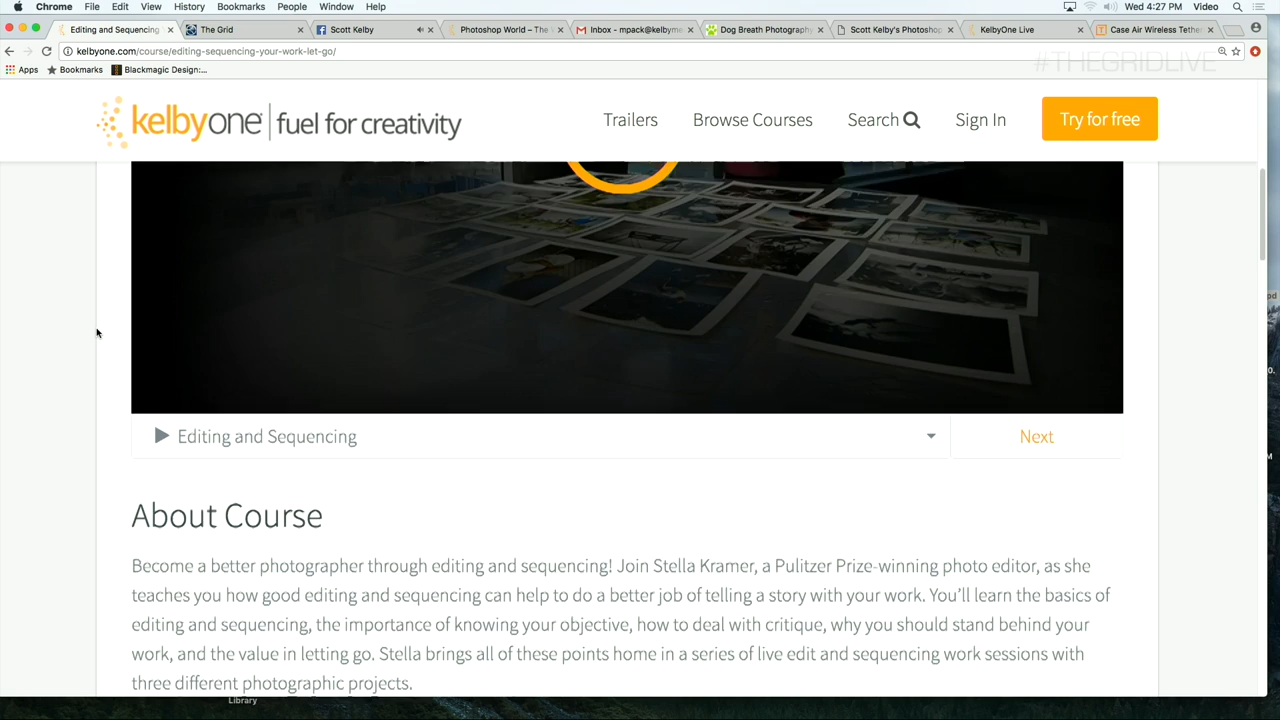 Chrome File Edit View History Bookmarks People Window Help Wed 4:27 PM Video
Editing and Sequencing The Grid Scott Kelby Photoshop World – The W Inbox - mpack@kelbyme Dog Breath Photography Scott Kelby's Photoshop KelbyOne Live Case Air Wireless Tether
kelbyone.com/course/editing-sequencing-your-work-let-go/
Apps Bookmarks Blackmagic Design:...
#THEGRIDLIVE
kelbyone fuel for creativity
Trailers Browse Courses Search Sign In Try for free
Editing and Sequencing Next
About Course
Become a better photographer through editing and sequencing! Join Stella Kramer, a Pulitzer Prize-winning photo editor, as she
teaches you how good editing and sequencing can help to do a better job of telling a story with your work. You'll learn the basics of
editing and sequencing, the importance of knowing your objective, how to deal with critique, why you should stand behind your
work, and the value in letting go. Stella brings all of these points home in a series of live edit and sequencing work sessions with
three different photographic projects.
Library